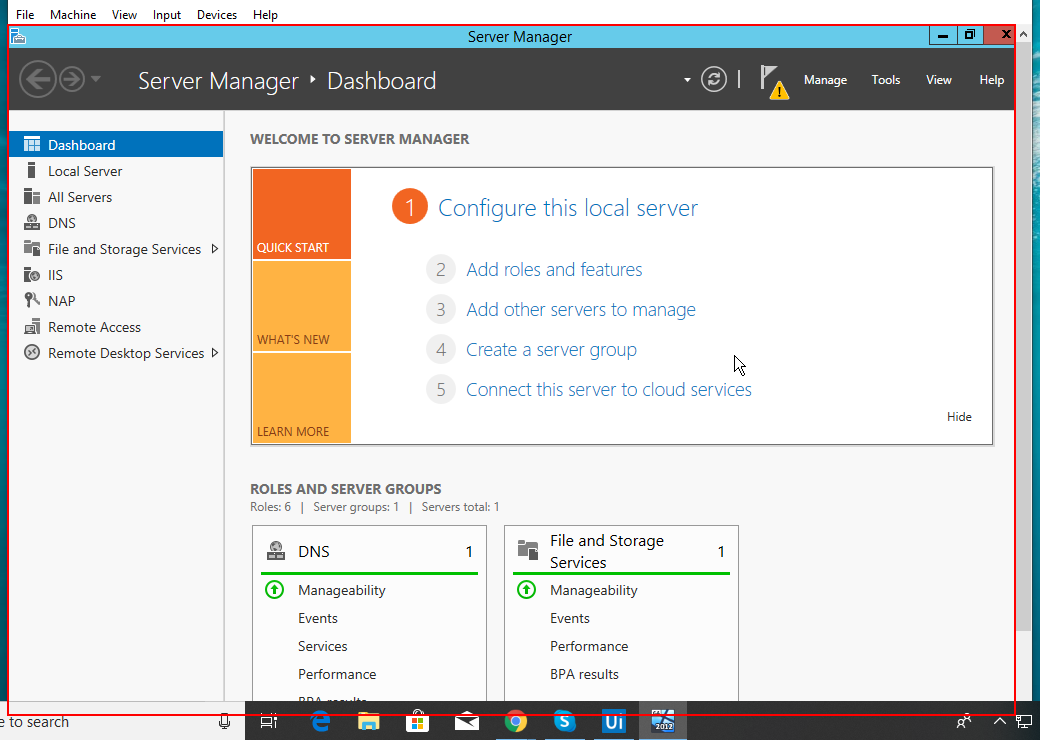 File Machine View Input Devices Help
Server Manager
Server Manager Dashboard
Manage Tools View Help
Dashboard
Local Server
All Servers
DNS
File and Storage Services
IIS
NAP
Remote Access
Remote Desktop Services
WELCOME TO SERVER MANAGER
QUICK START
WHAT'S NEW
LEARN MORE
1 Configure this local server
2 Add roles and features
3 Add other servers to manage
4 Create a server group
5 Connect this server to cloud services
Hide
ROLES AND SERVER GROUPS
Roles: 6 | Server groups: 1 | Servers total: 1
DNS 1
Manageability
Events
Services
Performance
BPA results
File and Storage
Services 1
Manageability
Events
Performance
BPA results
e to search
Ui
2012